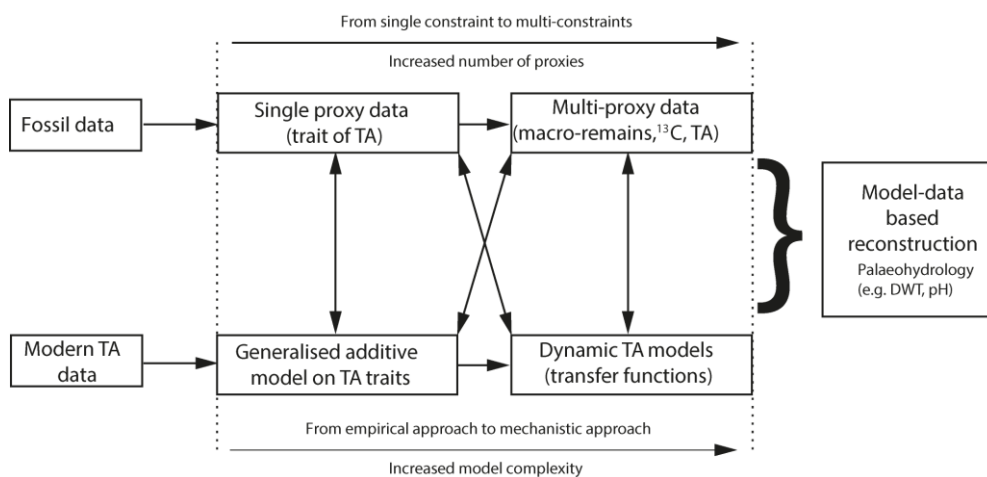 From single constraint to multi-constraints
Increased number of proxies
Fossil data
Single proxy data
(trait of TA)
Multi-proxy data
(macro-remains,¹³C, TA)
Model-data
based
reconstruction
Palaeohydrology
(e.g. DWT, pH)
Modern TA
data
Generalised additive
model on TA traits
Dynamic TA models
(transfer functions)
From empirical approach to mechanistic approach
Increased model complexity